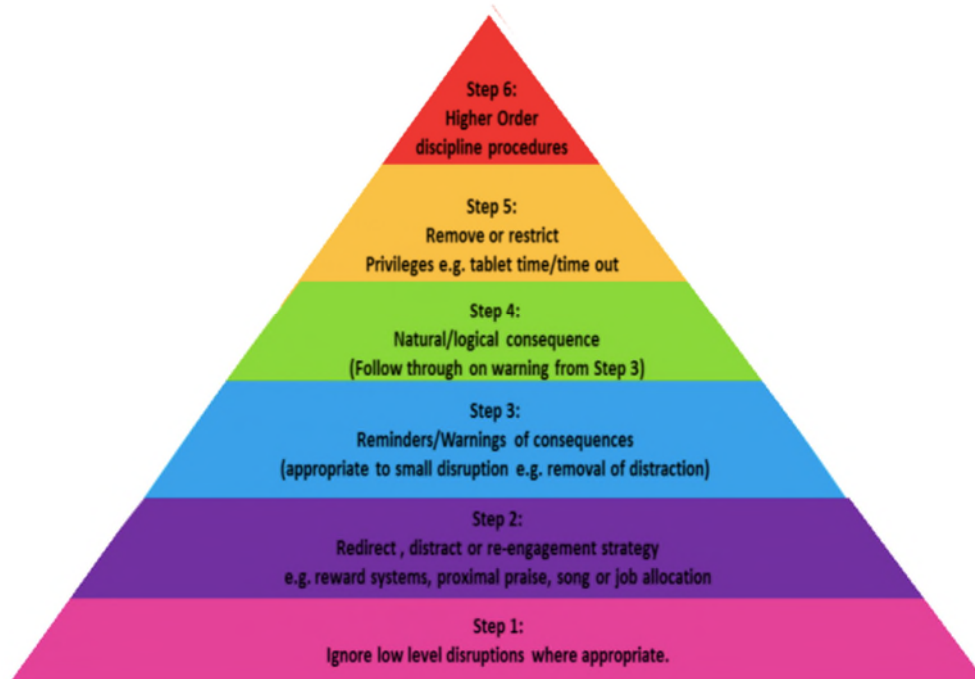 Step 6:
Higher Order
discipline procedures
Step 5:
Remove or restrict
Privileges e.g. tablet time/time out
Step 4:
Natural/logical consequence
(Follow through on warning from Step 3)
Step 3:
Reminders/Warnings of consequences
(appropriate to small disruption e.g. removal of distraction)
Step 2:
Redirect , distract or re-engagement strategy
e.g. reward systems, proximal praise, song or job allocation
Step 1:
Ignore low level disruptions where appropriate.